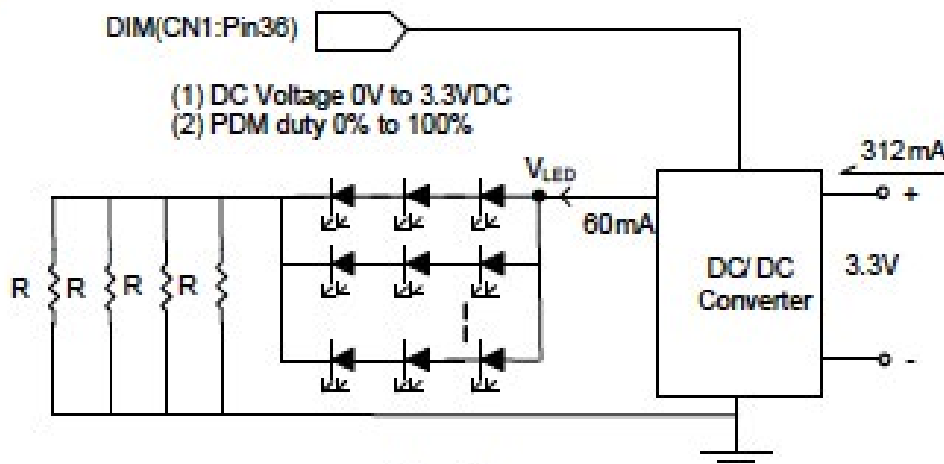 DIM(CN1:Pin36)
(1) DC Voltage 0V to 3.3VDC
(2) PDM duty 0% to 100%
312mA
VLED
+
60mA
DC/DC
Converter
3.3V
R R R R
-